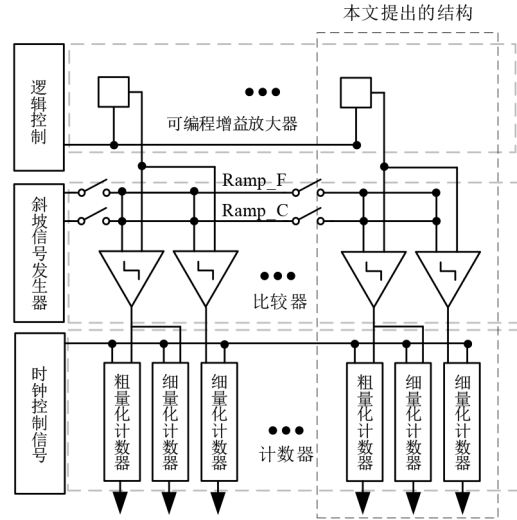 本文提出的结构
逻辑控制
可编程增益放大器
斜坡信号发生器
Ramp_F
Ramp_C
比较器
时钟控制信号
粗量化计数器
细量化计数器
细量化计数器
粗量化计数器
细量化计数器
细量化计数器
计数器